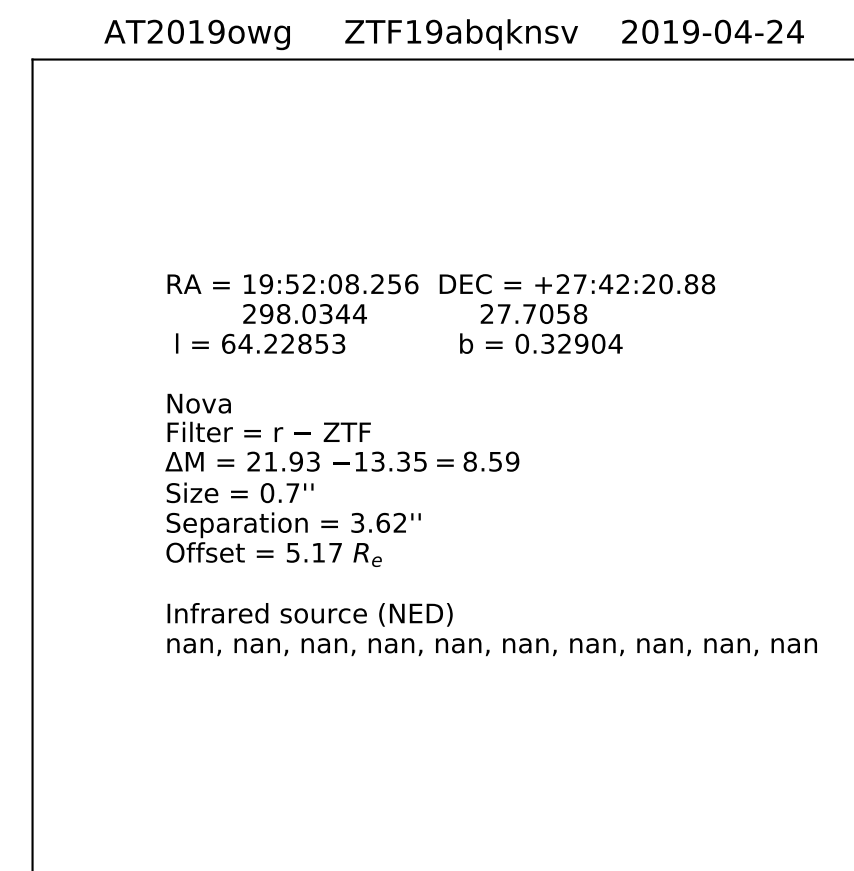 AT2019owg ZTF19abqknsv 2019-04-24
RA = 19:52:08.256 DEC = +27:42:20.88
298.0344 27.7058
l = 64.22853 b = 0.32904
Nova
Filter = r − ZTF
ΔM = 21.93 −13.35 = 8.59
Size = 0.7''
Separation = 3.62''
Offset = 5.17 Rₑ
Infrared source (NED)
nan, nan, nan, nan, nan, nan, nan, nan, nan, nan